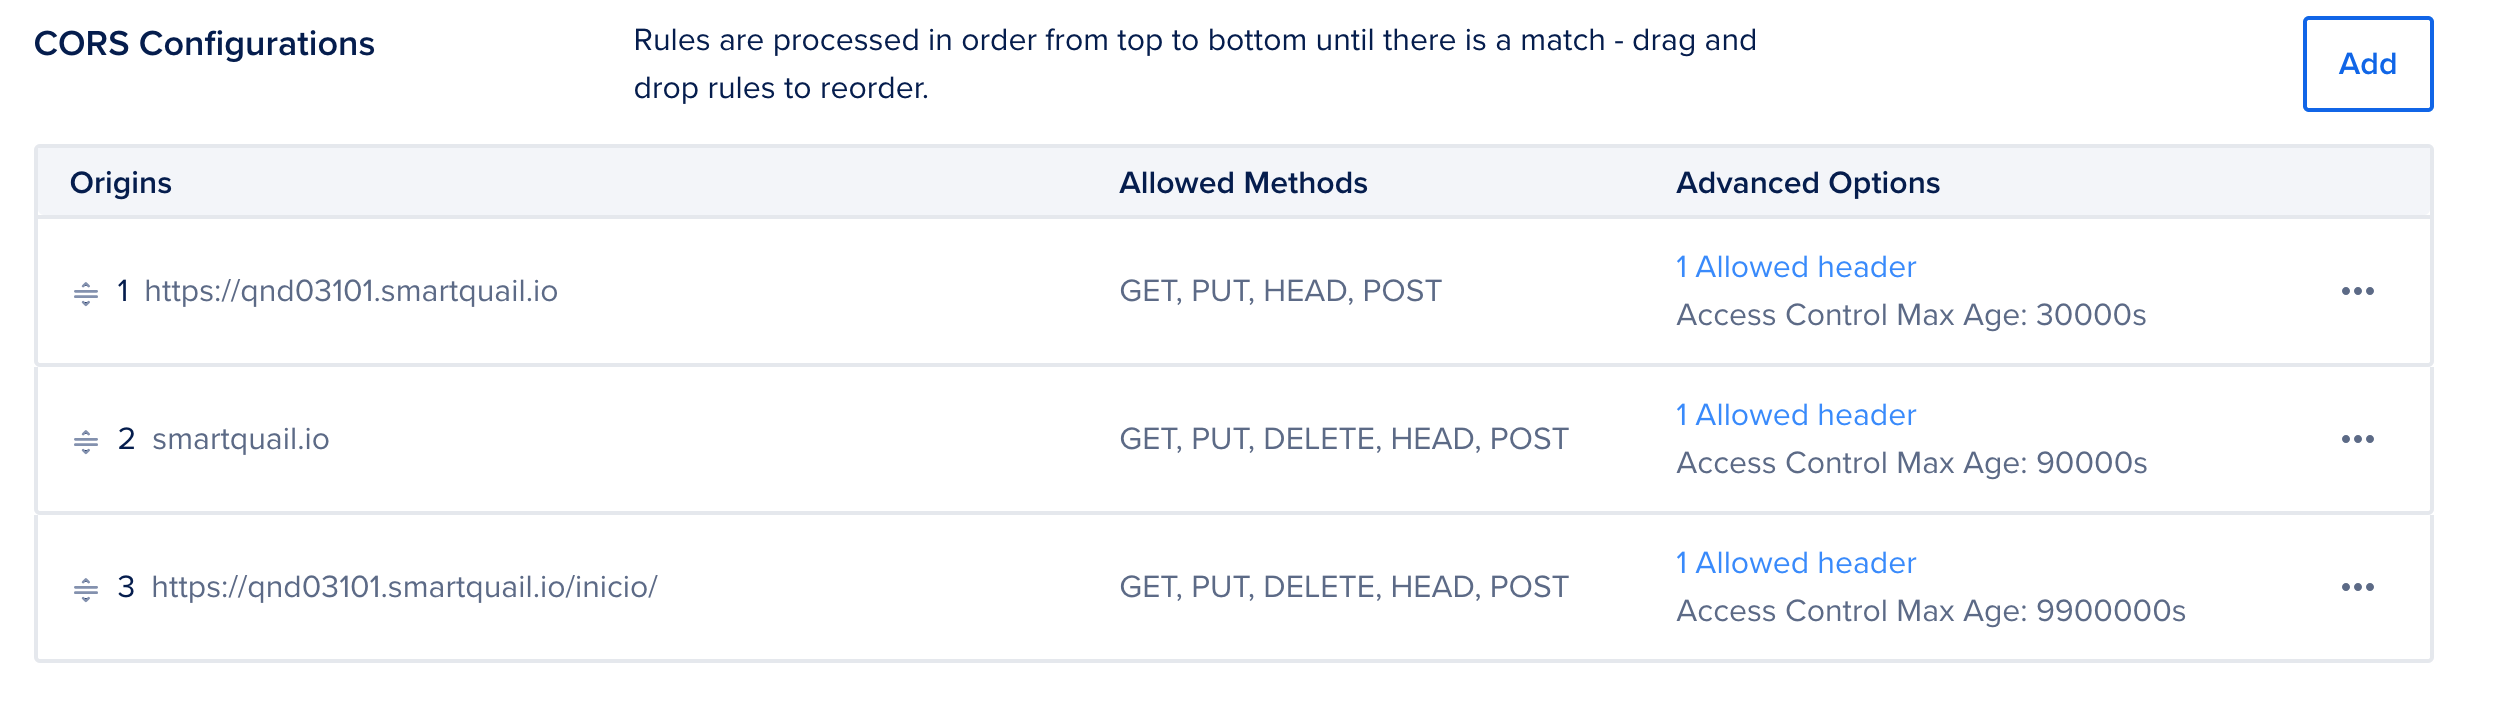 CORS Configurations
Rules are processed in order from top to bottom until there is a match - drag and
drop rules to reorder.
Add
Origins Allowed Methods Advanced Options
1 https://qnd03101.smartquail.io GET, PUT, HEAD, POST 1 Allowed header
Access Control Max Age: 30000s
2 smartquail.io GET, PUT, DELETE, HEAD, POST 1 Allowed header
Access Control Max Age: 90000s
3 https://qnd03101.smartquail.io/inicio/ GET, PUT, DELETE, HEAD, POST 1 Allowed header
Access Control Max Age: 9900000s